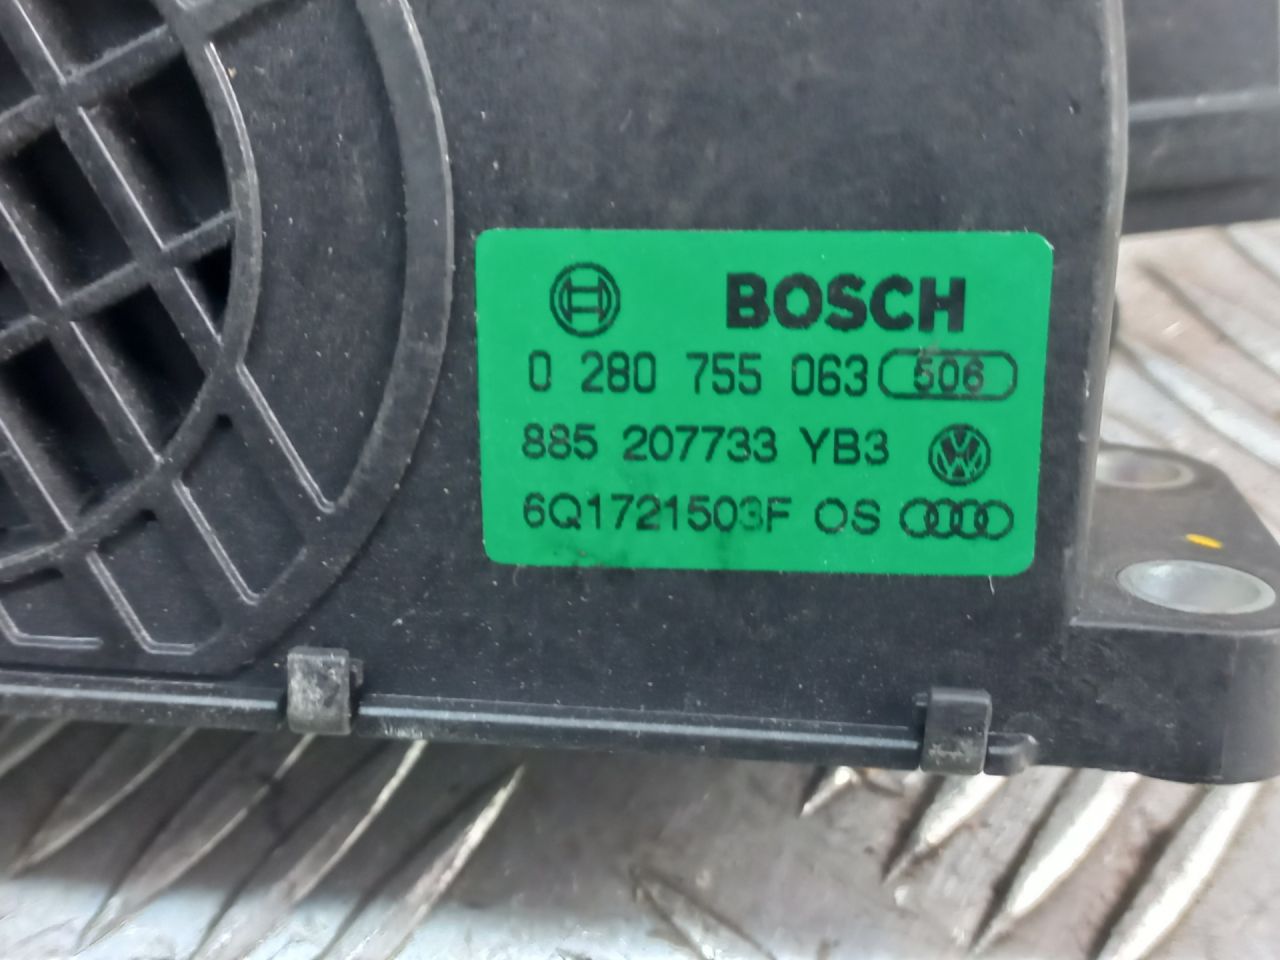 BOSCH
0 280 755 063 506
885 207733 YB3
6Q1721503F OS